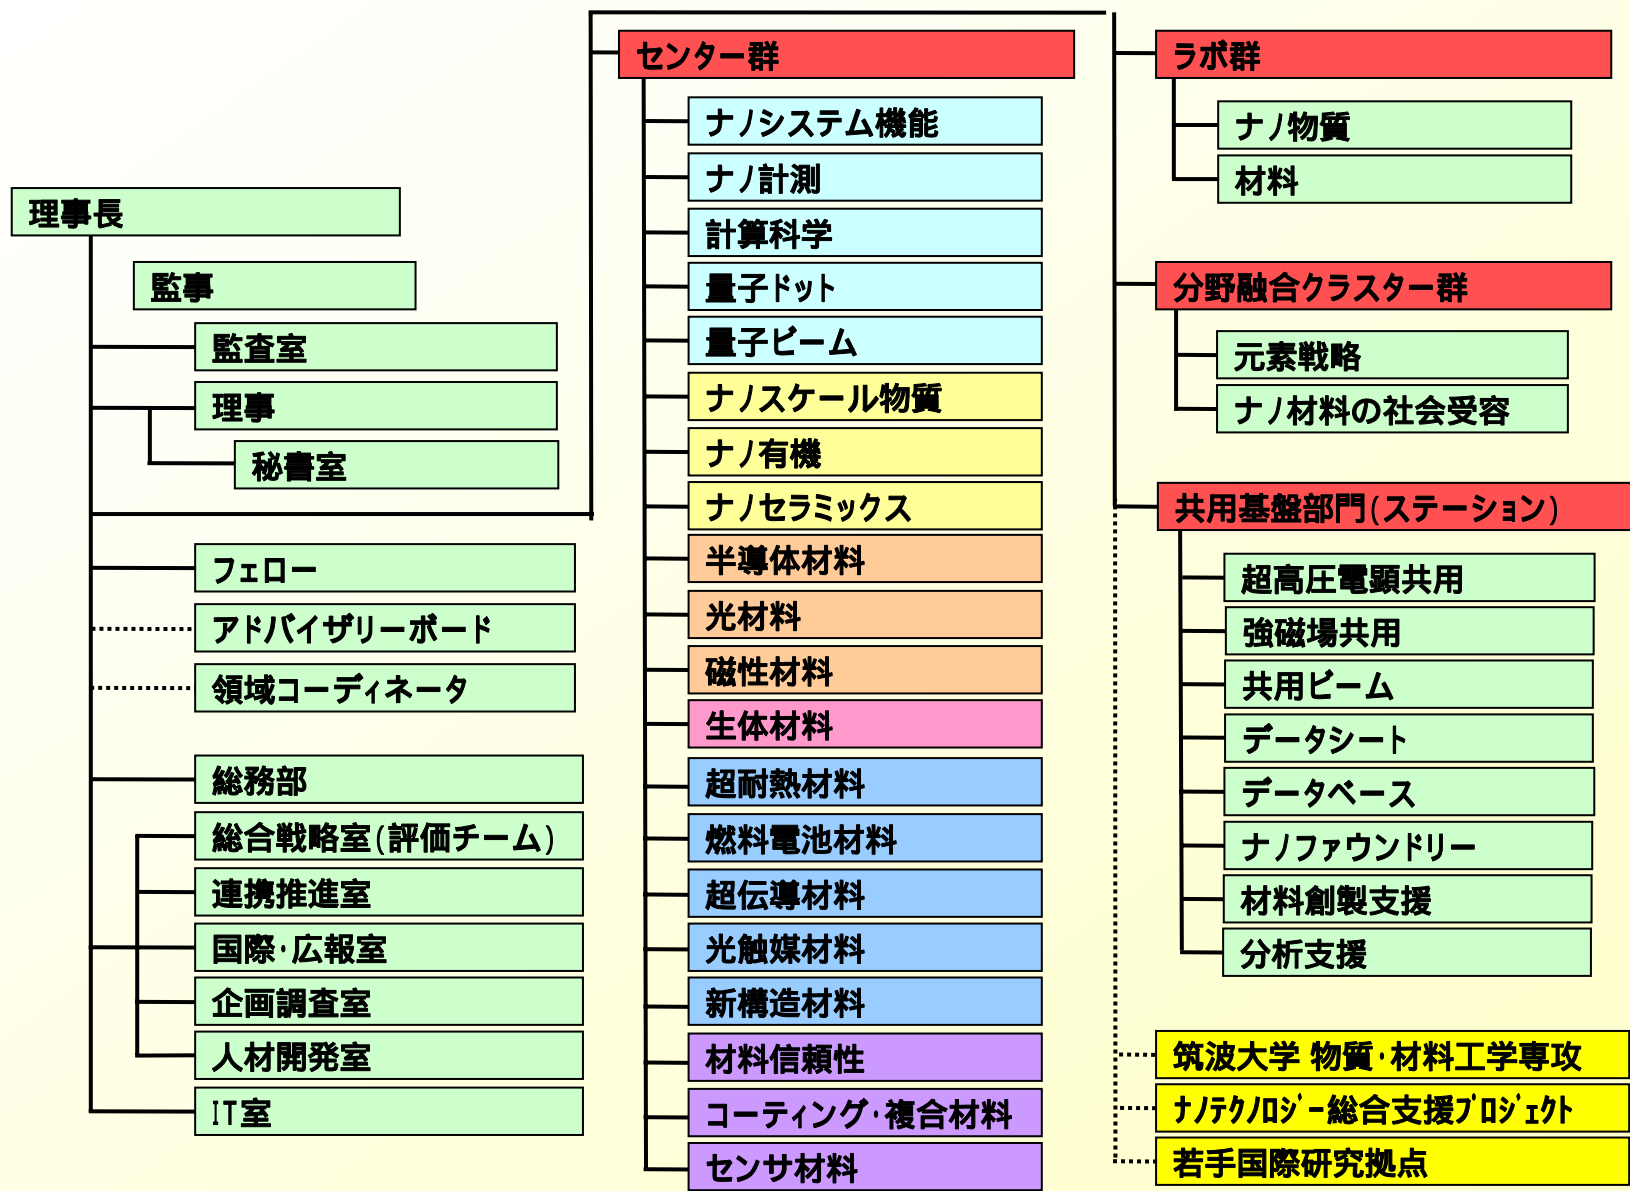 理事長
監事
監査室
理事
秘書室
フェロー
アドバイザリーボード
領域コーディネータ
総務部
総合戦略室(評価チーム)
連携推進室
国際・広報室
企画調査室
人材開発室
IT室
センター群
ナノシステム機能
ナノ計測
計算科学
量子ドット
量子ビーム
ナノスケール物質
ナノ有機
ナノセラミックス
半導体材料
光材料
磁性材料
生体材料
超耐熱材料
燃料電池材料
超伝導材料
光触媒材料
新構造材料
材料信頼性
コーティング・複合材料
センサ材料
ラボ群
ナノ物質
材料
分野融合クラスター群
元素戦略
ナノ材料の社会受容
共用基盤部門(ステーション)
超高圧電顕共用
強磁場共用
共用ビーム
データシート
データベース
ナノファウンドリー
材料創製支援
分析支援
筑波大学 物質・材料工学専攻
ﾅﾉﾃｸﾉﾛｼﾞｰ総合支援ﾌﾟﾛｼﾞｪｸﾄ
若手国際研究拠点